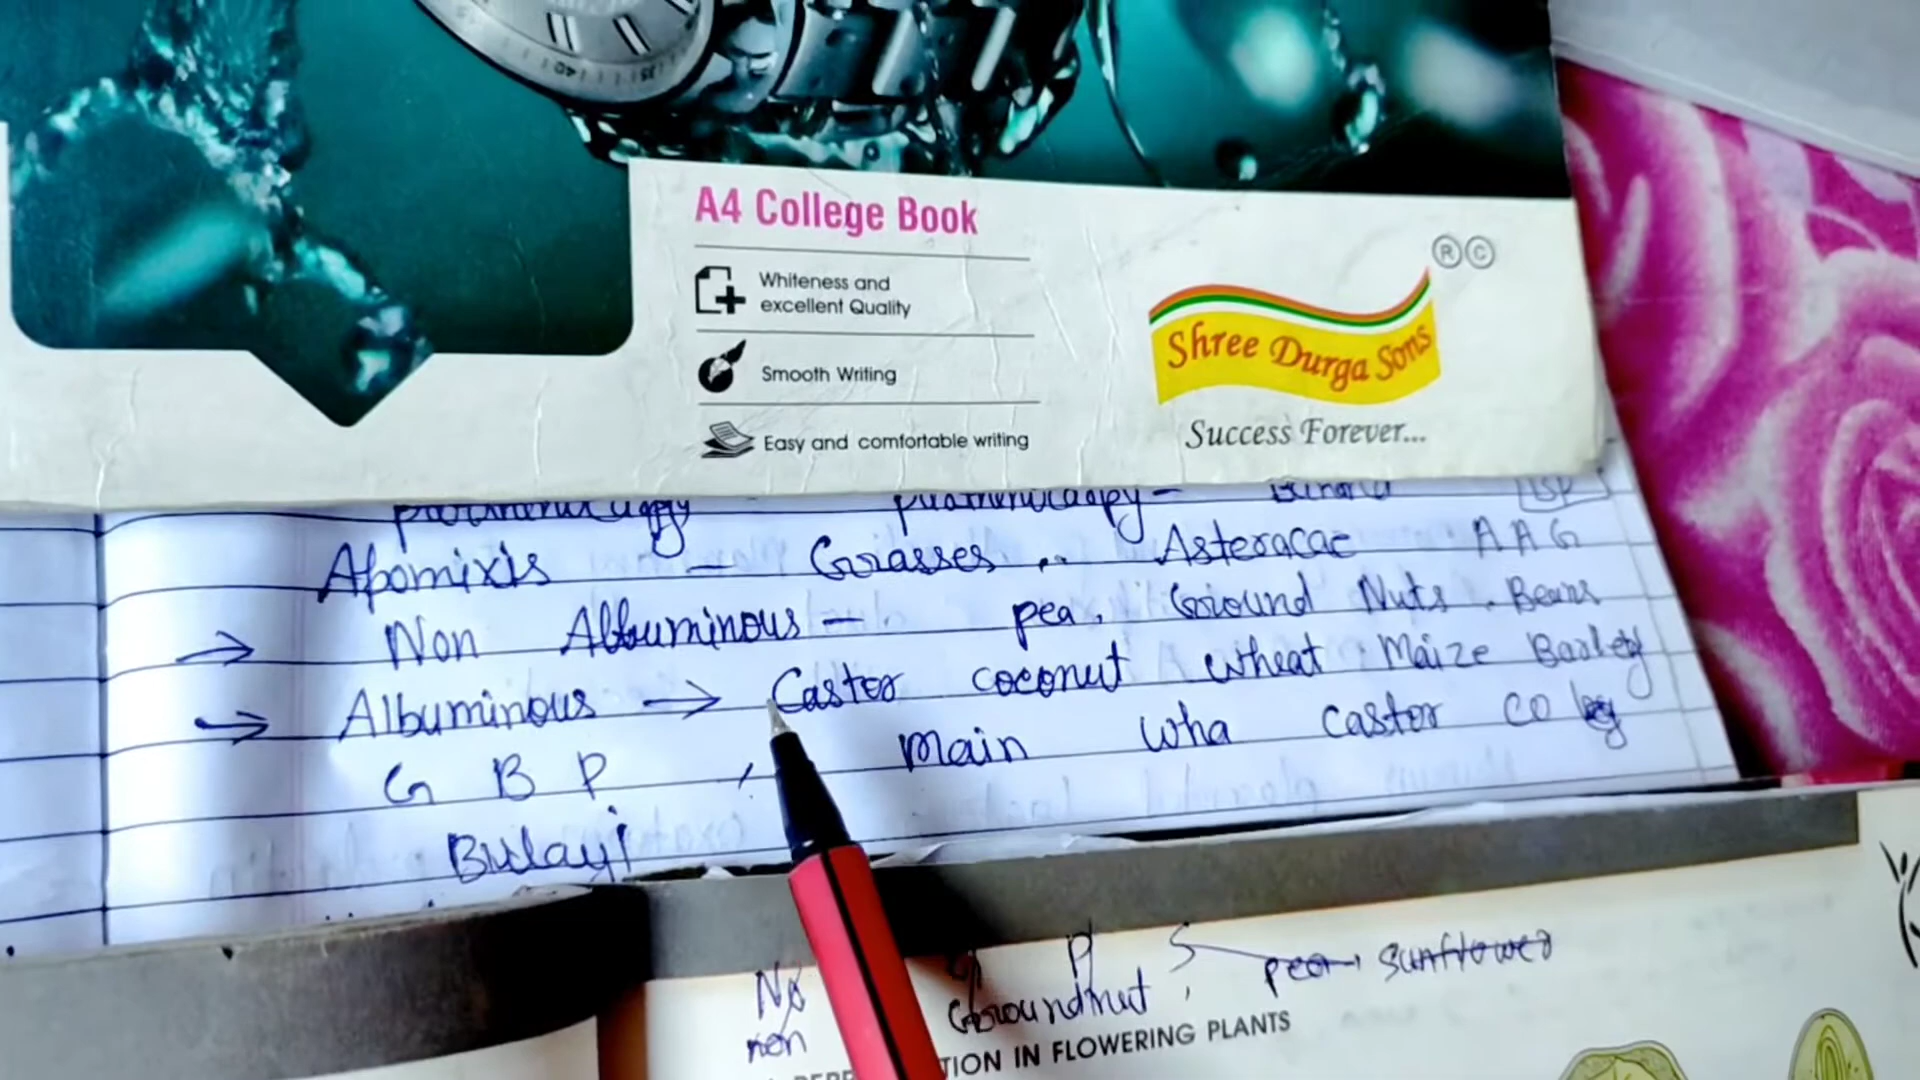 A4 College Book
Whiteness and
excellent Quality
Smooth Writing
Easy and comfortable writing
R C
Shree Durga Sons
Success Forever...
Apomixis - Grasses .. Asteracae A A G
→ Non Albuminous - pea, Ground Nuts. Beans
→ Albuminous → Castor coconut wheat Maize Barley
G B P , Main Wha Castor CO
Bulayi
G P S
Groundnut, pea, sunflower
non
TION IN FLOWERING PLANTS